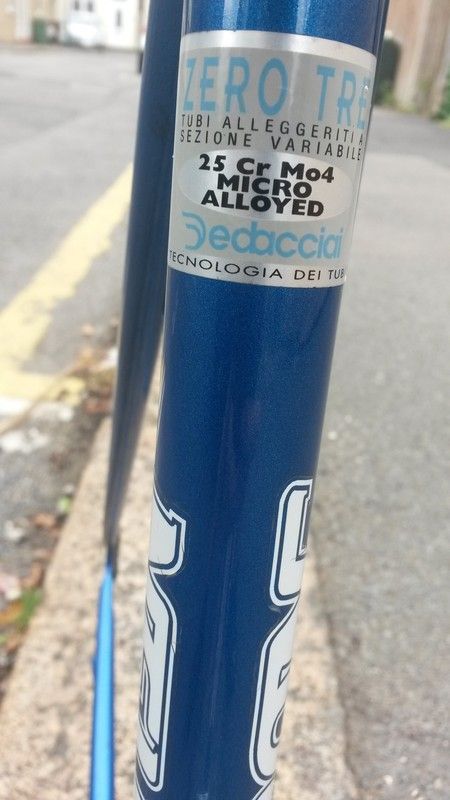 ZERO TRE
TUBI ALLEGGERITI A
SEZIONE VARIABILE
25 Cr Mo4
MICRO
ALLOYED
Dedacciai
TECNOLOGIA DEI TUBI